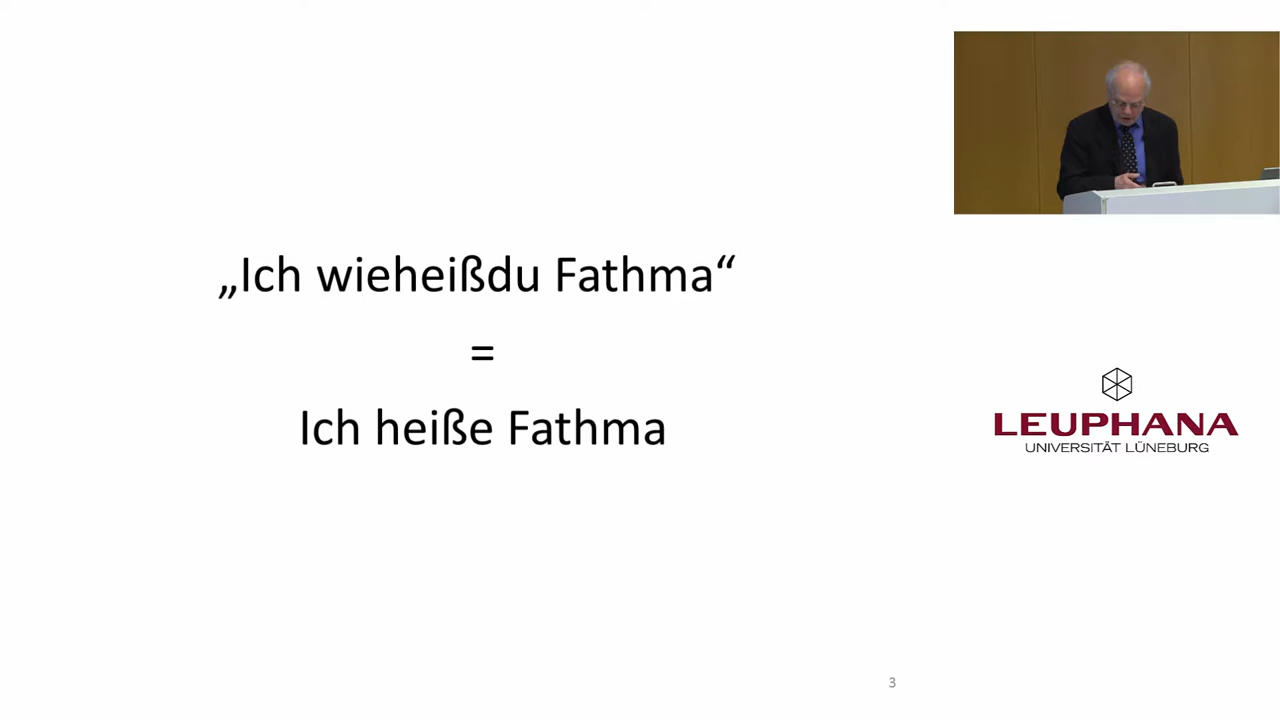 „Ich wieheißdu Fathma“
=
Ich heiße Fathma
LEUPHANA
UNIVERSITÄT LÜNEBURG
3